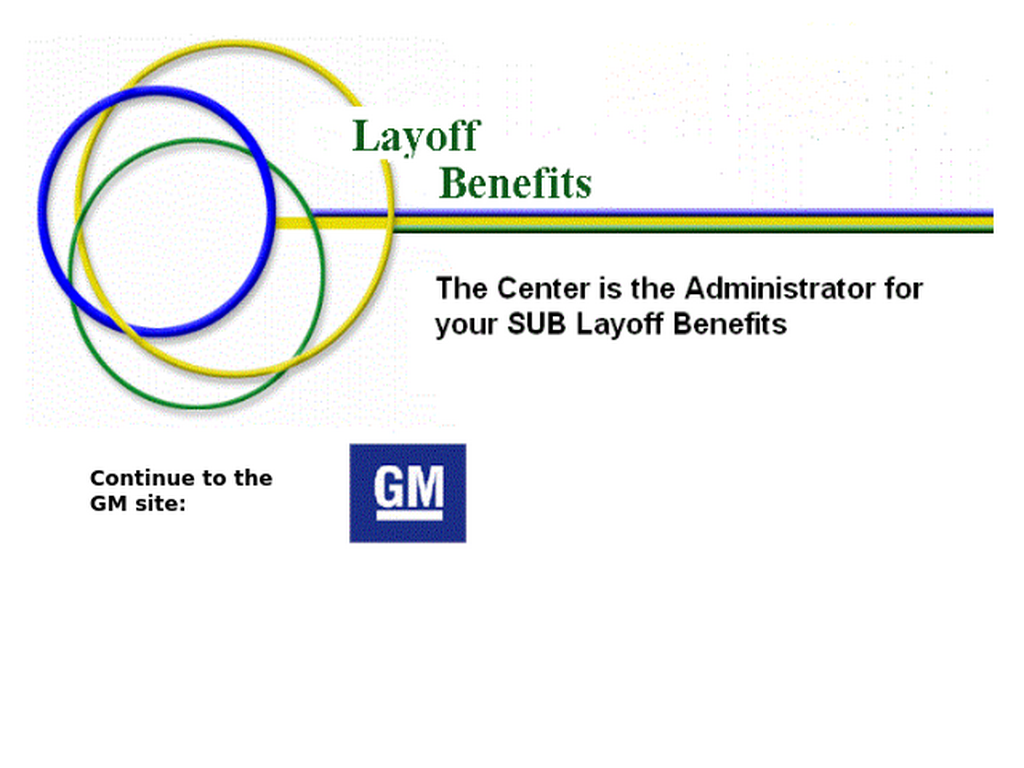 Layoff
Benefits
The Center is the Administrator for
your SUB Layoff Benefits
Continue to the
GM site:
GM